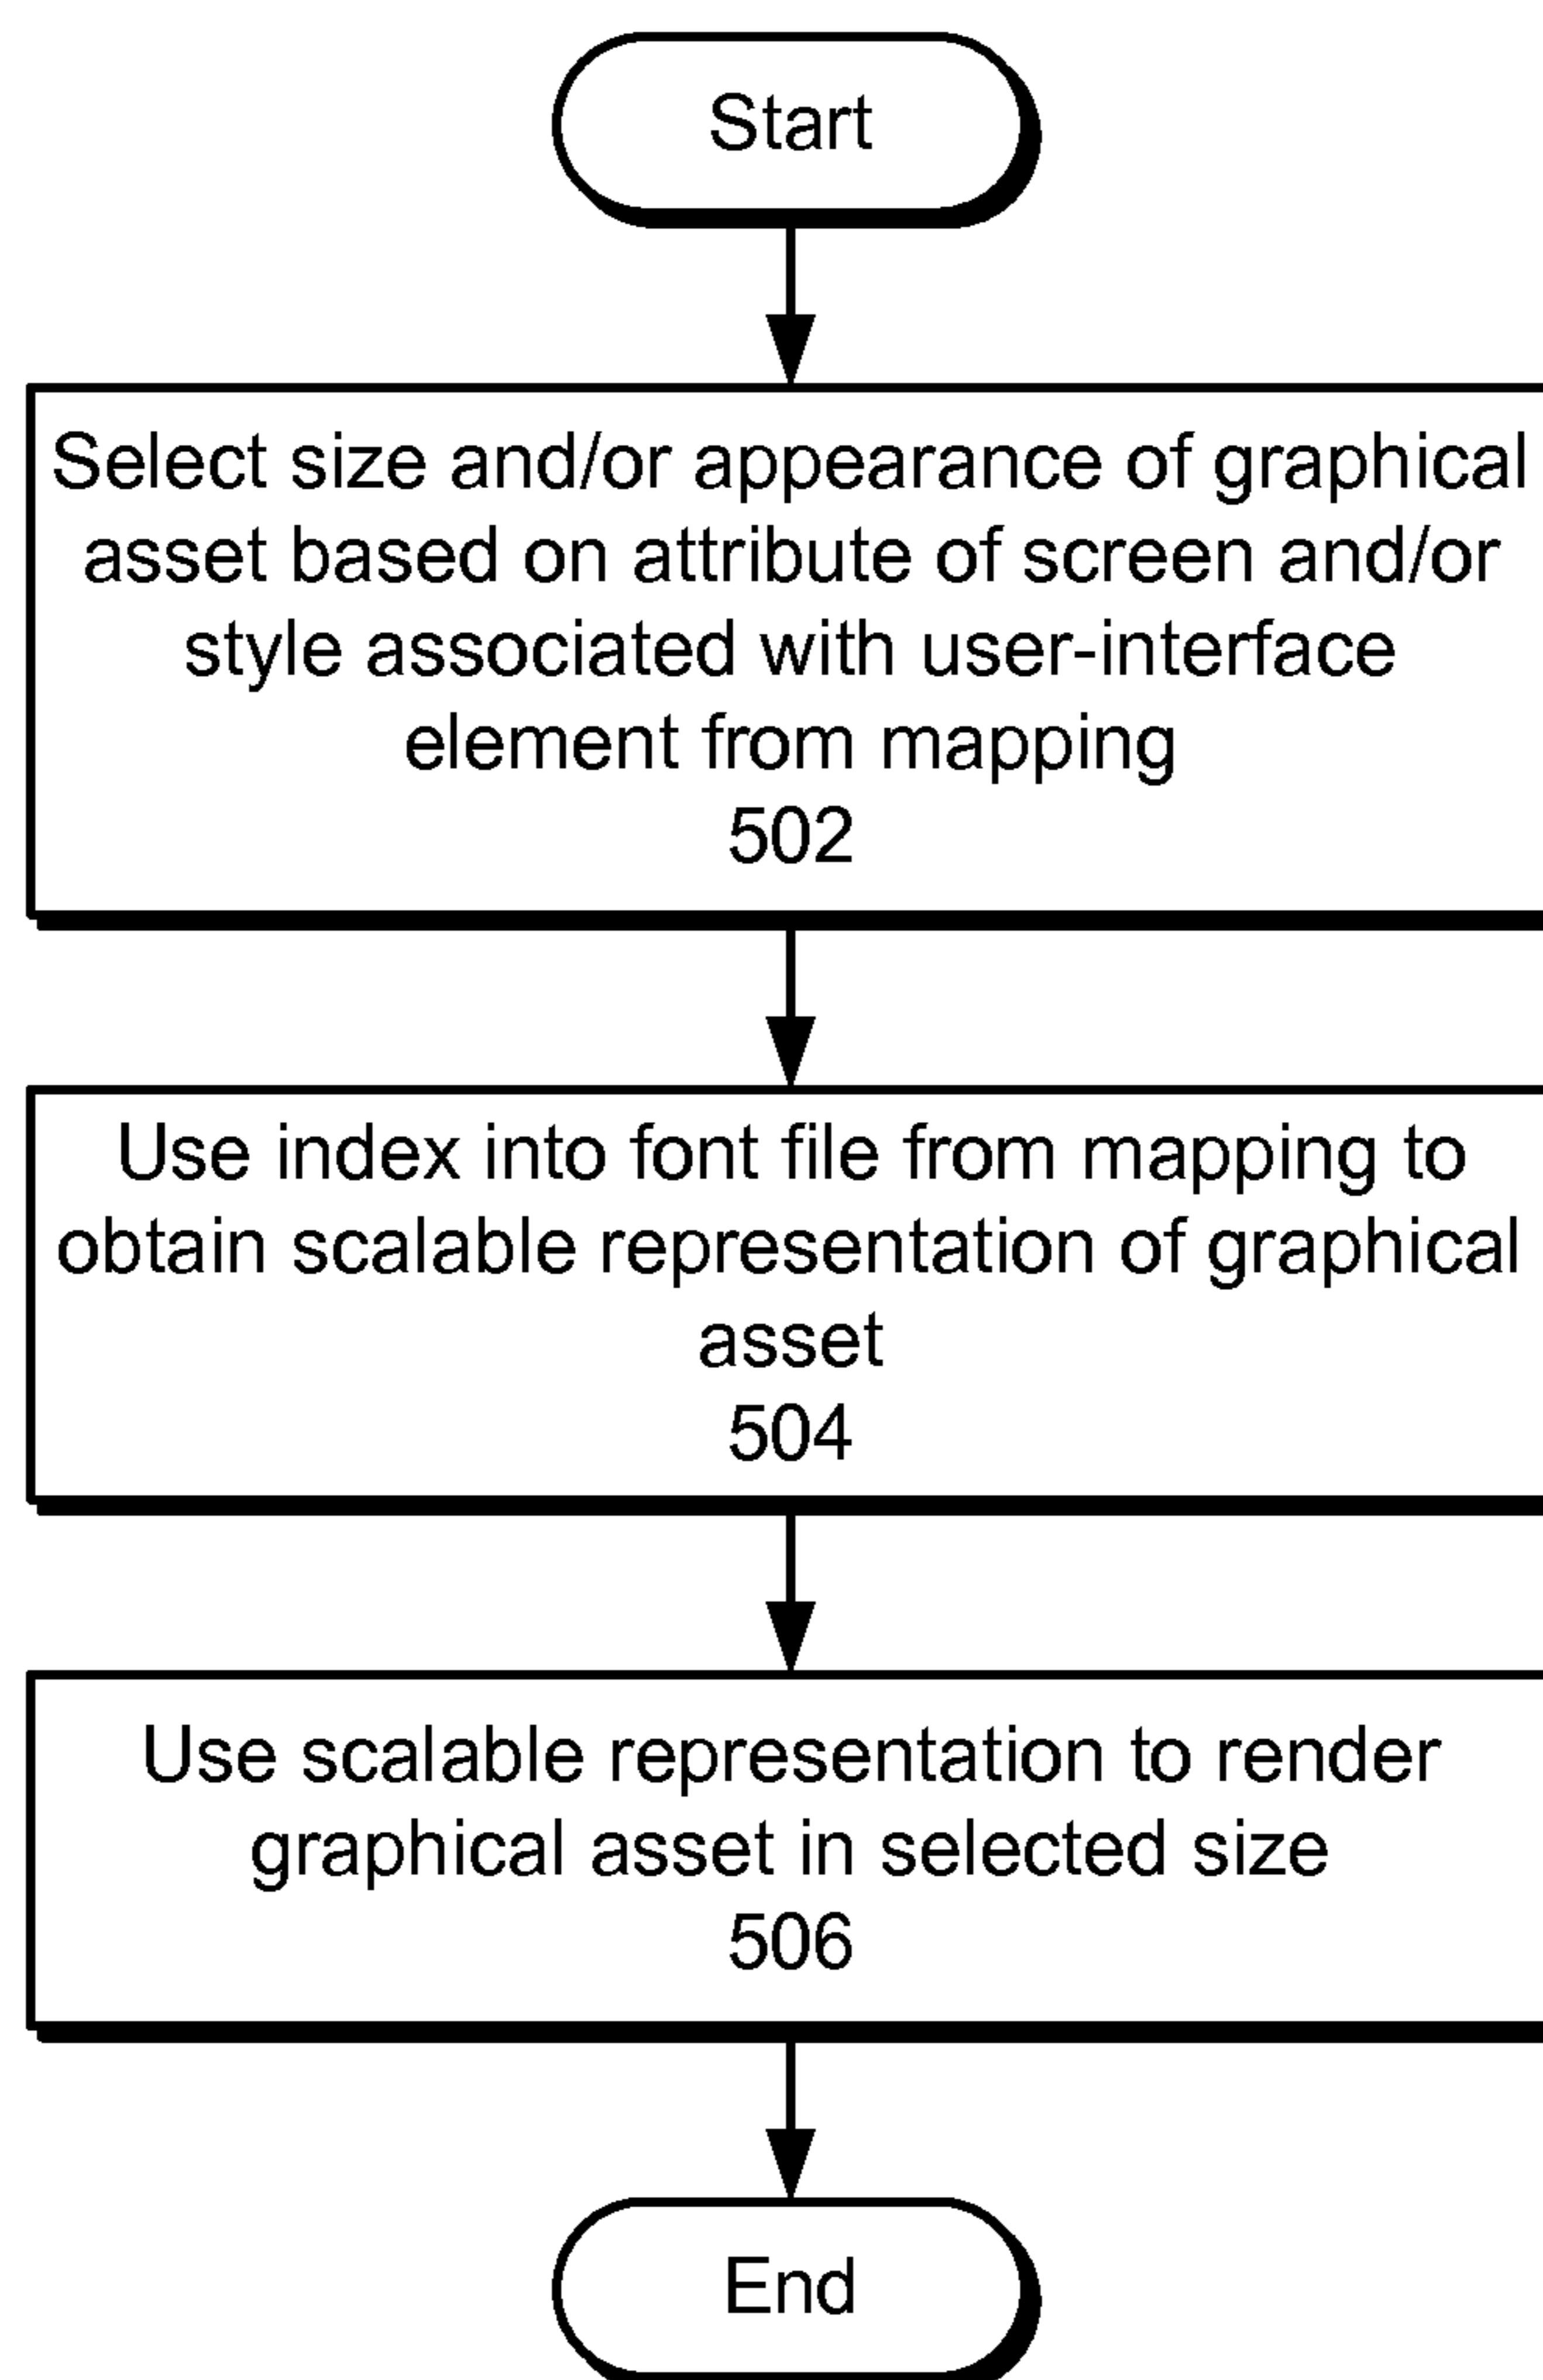 Start
Select size and/or appearance of graphical
asset based on attribute of screen and/or
style associated with user-interface
element from mapping
502
Use index into font file from mapping to
obtain scalable representation of graphical
asset
504
Use scalable representation to render
graphical asset in selected size
506
End